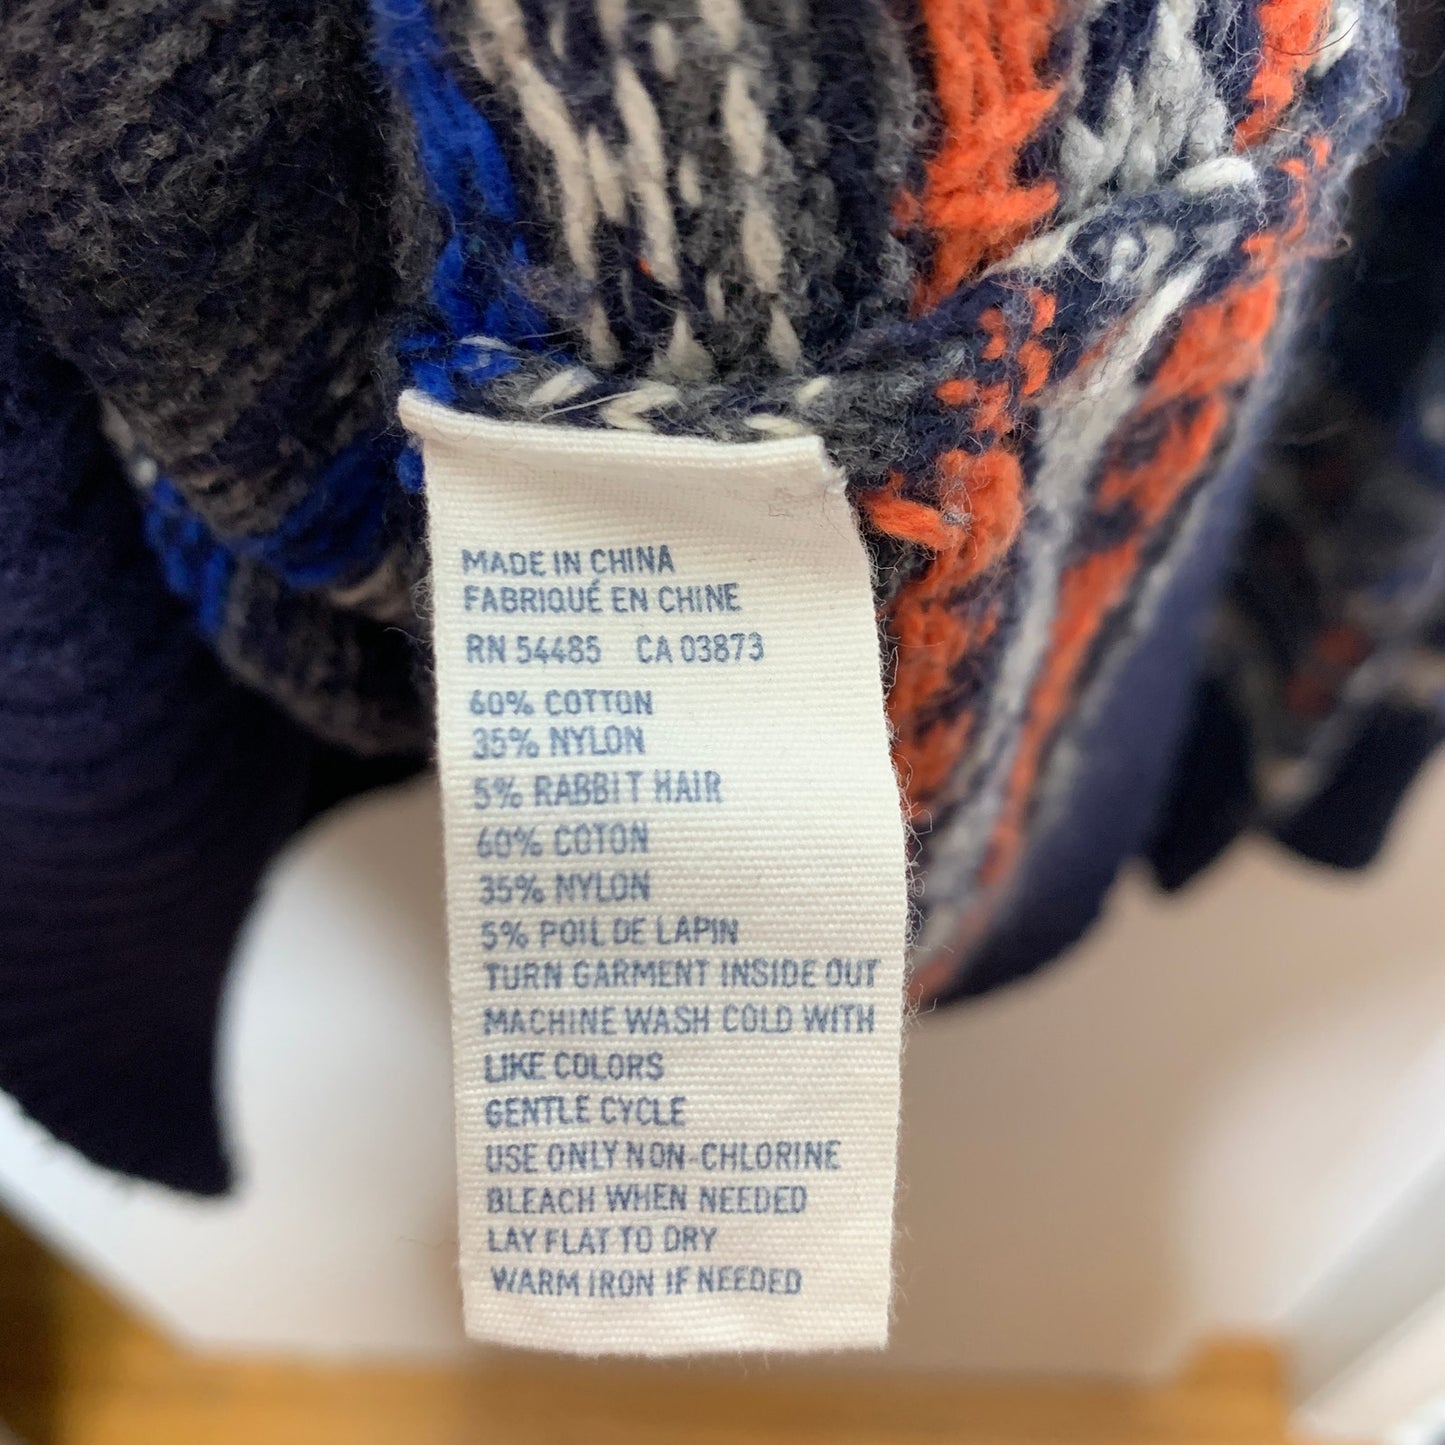 MADE IN CHINA
FABRIQUÉ EN CHINE
RN 54485 CA 03873
60% COTTON
35% NYLON
5% RABBIT HAIR
60% COTON
35% NYLON
5% POIL DE LAPIN
TURN GARMENT INSIDE OUT
MACHINE WASH COLD WITH
LIKE COLORS
GENTLE CYCLE
USE ONLY NON-CHLORINE
BLEACH WHEN NEEDED
LAY FLAT TO DRY
WARM IRON IF NEEDED